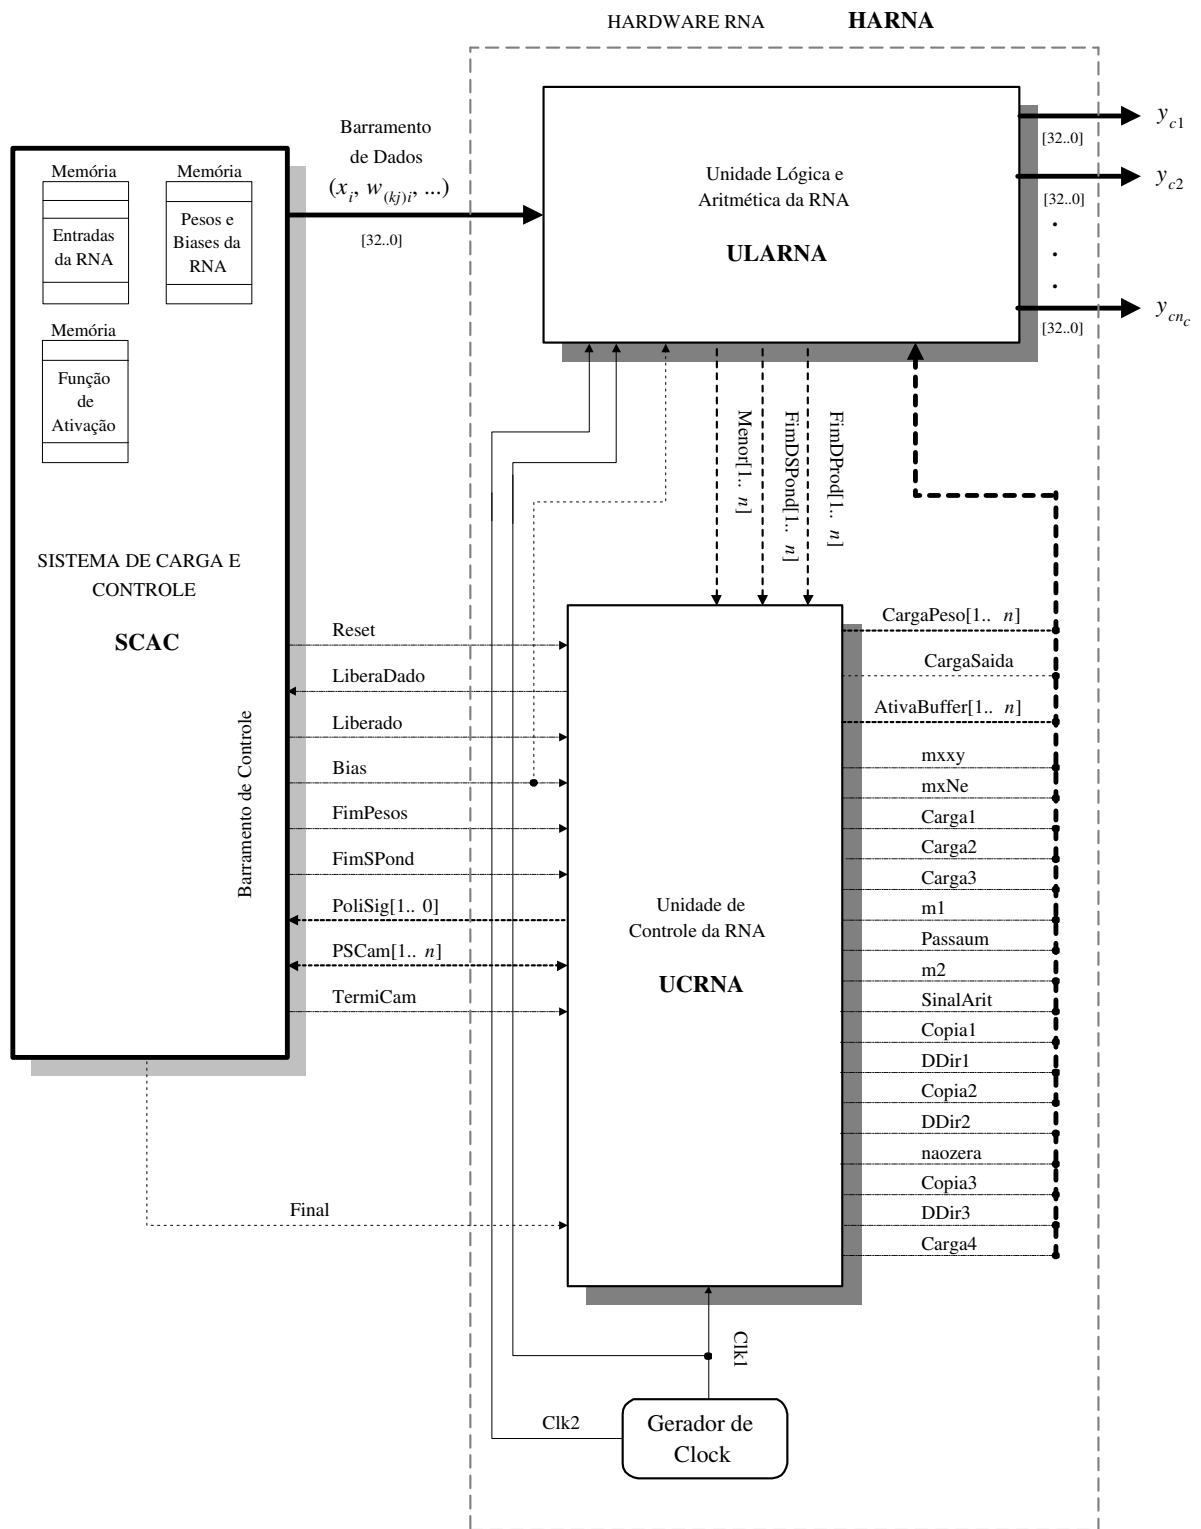 HARDWARE RNA HARNA
Barramento
de Dados
(x_i, w_(kj)i, ...)
[32..0]
Memória
Entradas
da RNA
Memória
Pesos e
Biases da
RNA
Memória
Função
de
Ativação
SISTEMA DE CARGA E
CONTROLE
SCAC
Barramento de Controle
Unidade Lógica e
Aritmética da RNA
ULARNA
y_c1
[32..0]
y_c2
[32..0]
.
.
.
y_cn_c
[32..0]
Menor[1.. n]
FimDSPond[1.. n]
FimDProd[1.. n]
Reset
LiberaDado
Liberado
Bias
FimPesos
FimSPond
PoliSig[1.. 0]
PSCam[1.. n]
TermiCam
Final
Unidade de
Controle da RNA
UCRNA
CargaPeso[1.. n]
CargaSaida
AtivaBuffer[1.. n]
mxxy
mxNe
Carga1
Carga2
Carga3
m1
Passaum
m2
SinalArit
Copia1
DDir1
Copia2
DDir2
naozera
Copia3
DDir3
Carga4
Clk1
Clk2
Gerador de
Clock